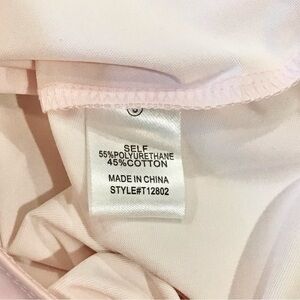 SELF
55%POLYURETHANE
45%COTTON
MADE IN CHINA
STYLE#T12802